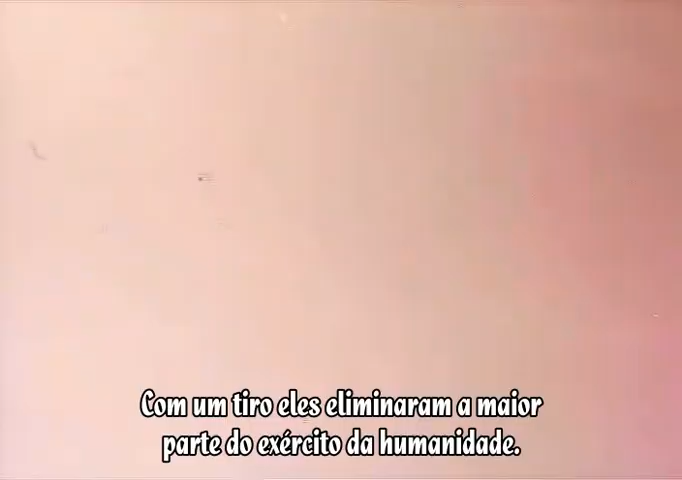 Com um tiro eles eliminaram a maior
parte do exército da humanidade.